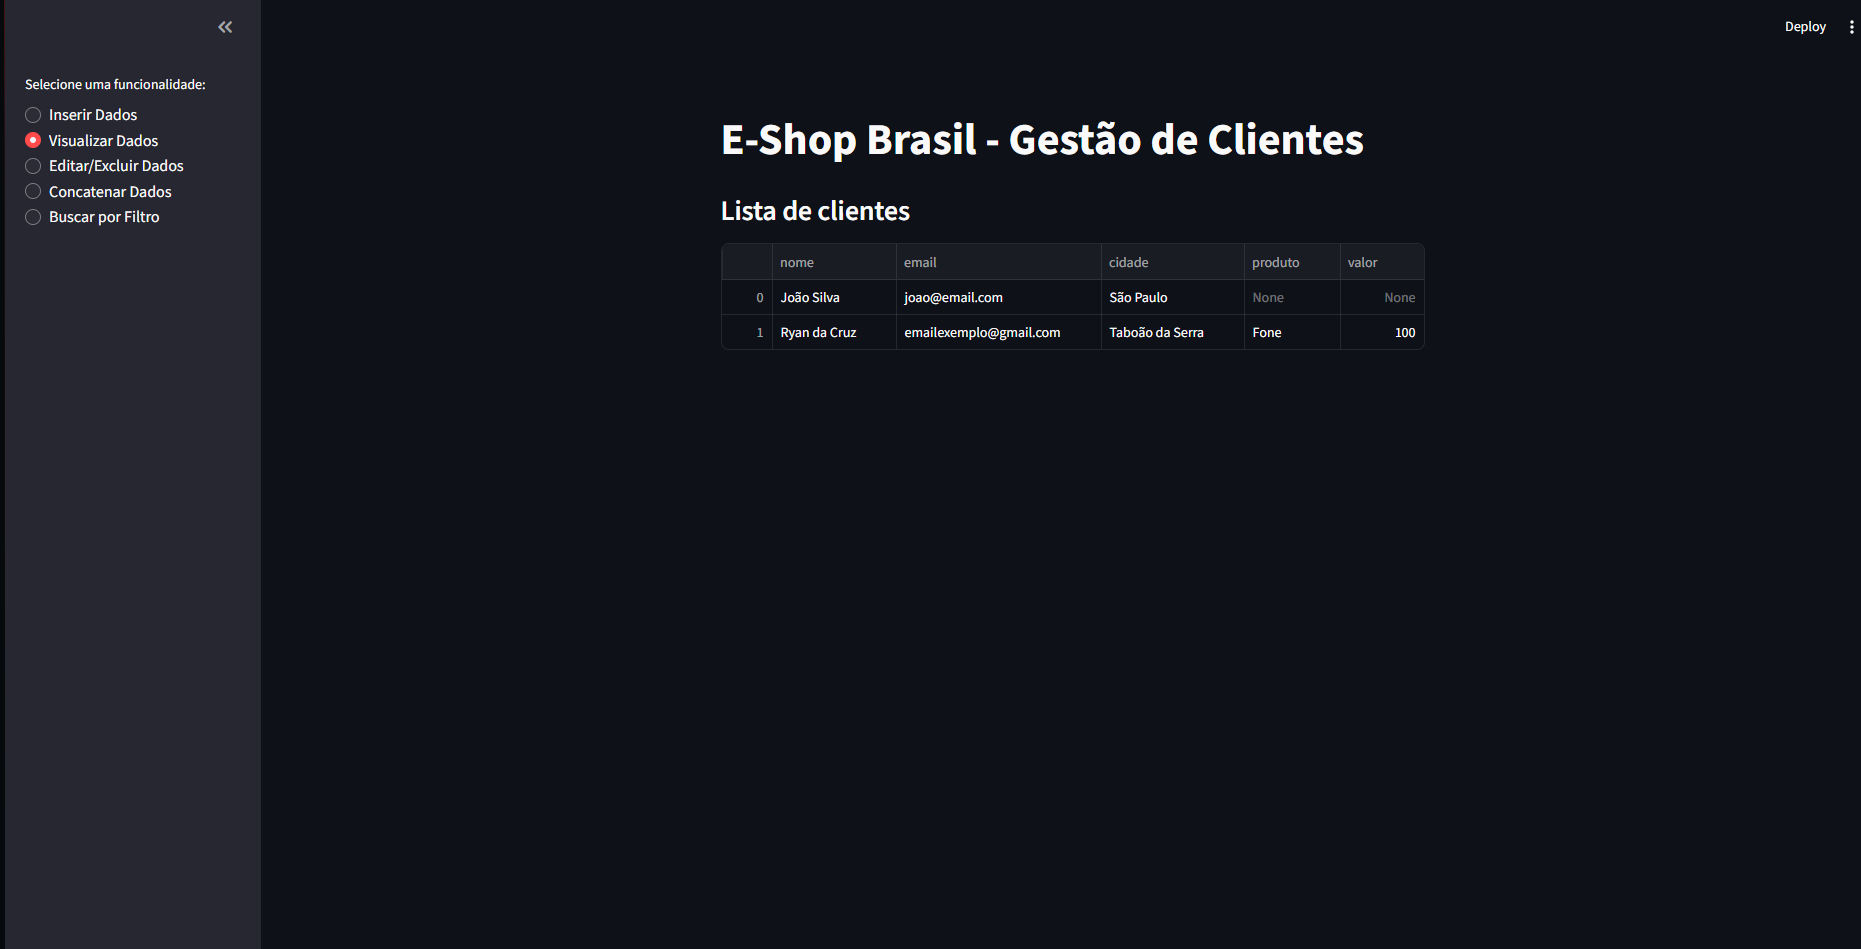 Deploy
Selecione uma funcionalidade:
Inserir Dados
Visualizar Dados
Editar/Excluir Dados
Concatenar Dados
Buscar por Filtro
E-Shop Brasil - Gestão de Clientes
Lista de clientes
nome email cidade produto valor
0 João Silva joao@email.com São Paulo None None
1 Ryan da Cruz emailexemplo@gmail.com Taboão da Serra Fone 100